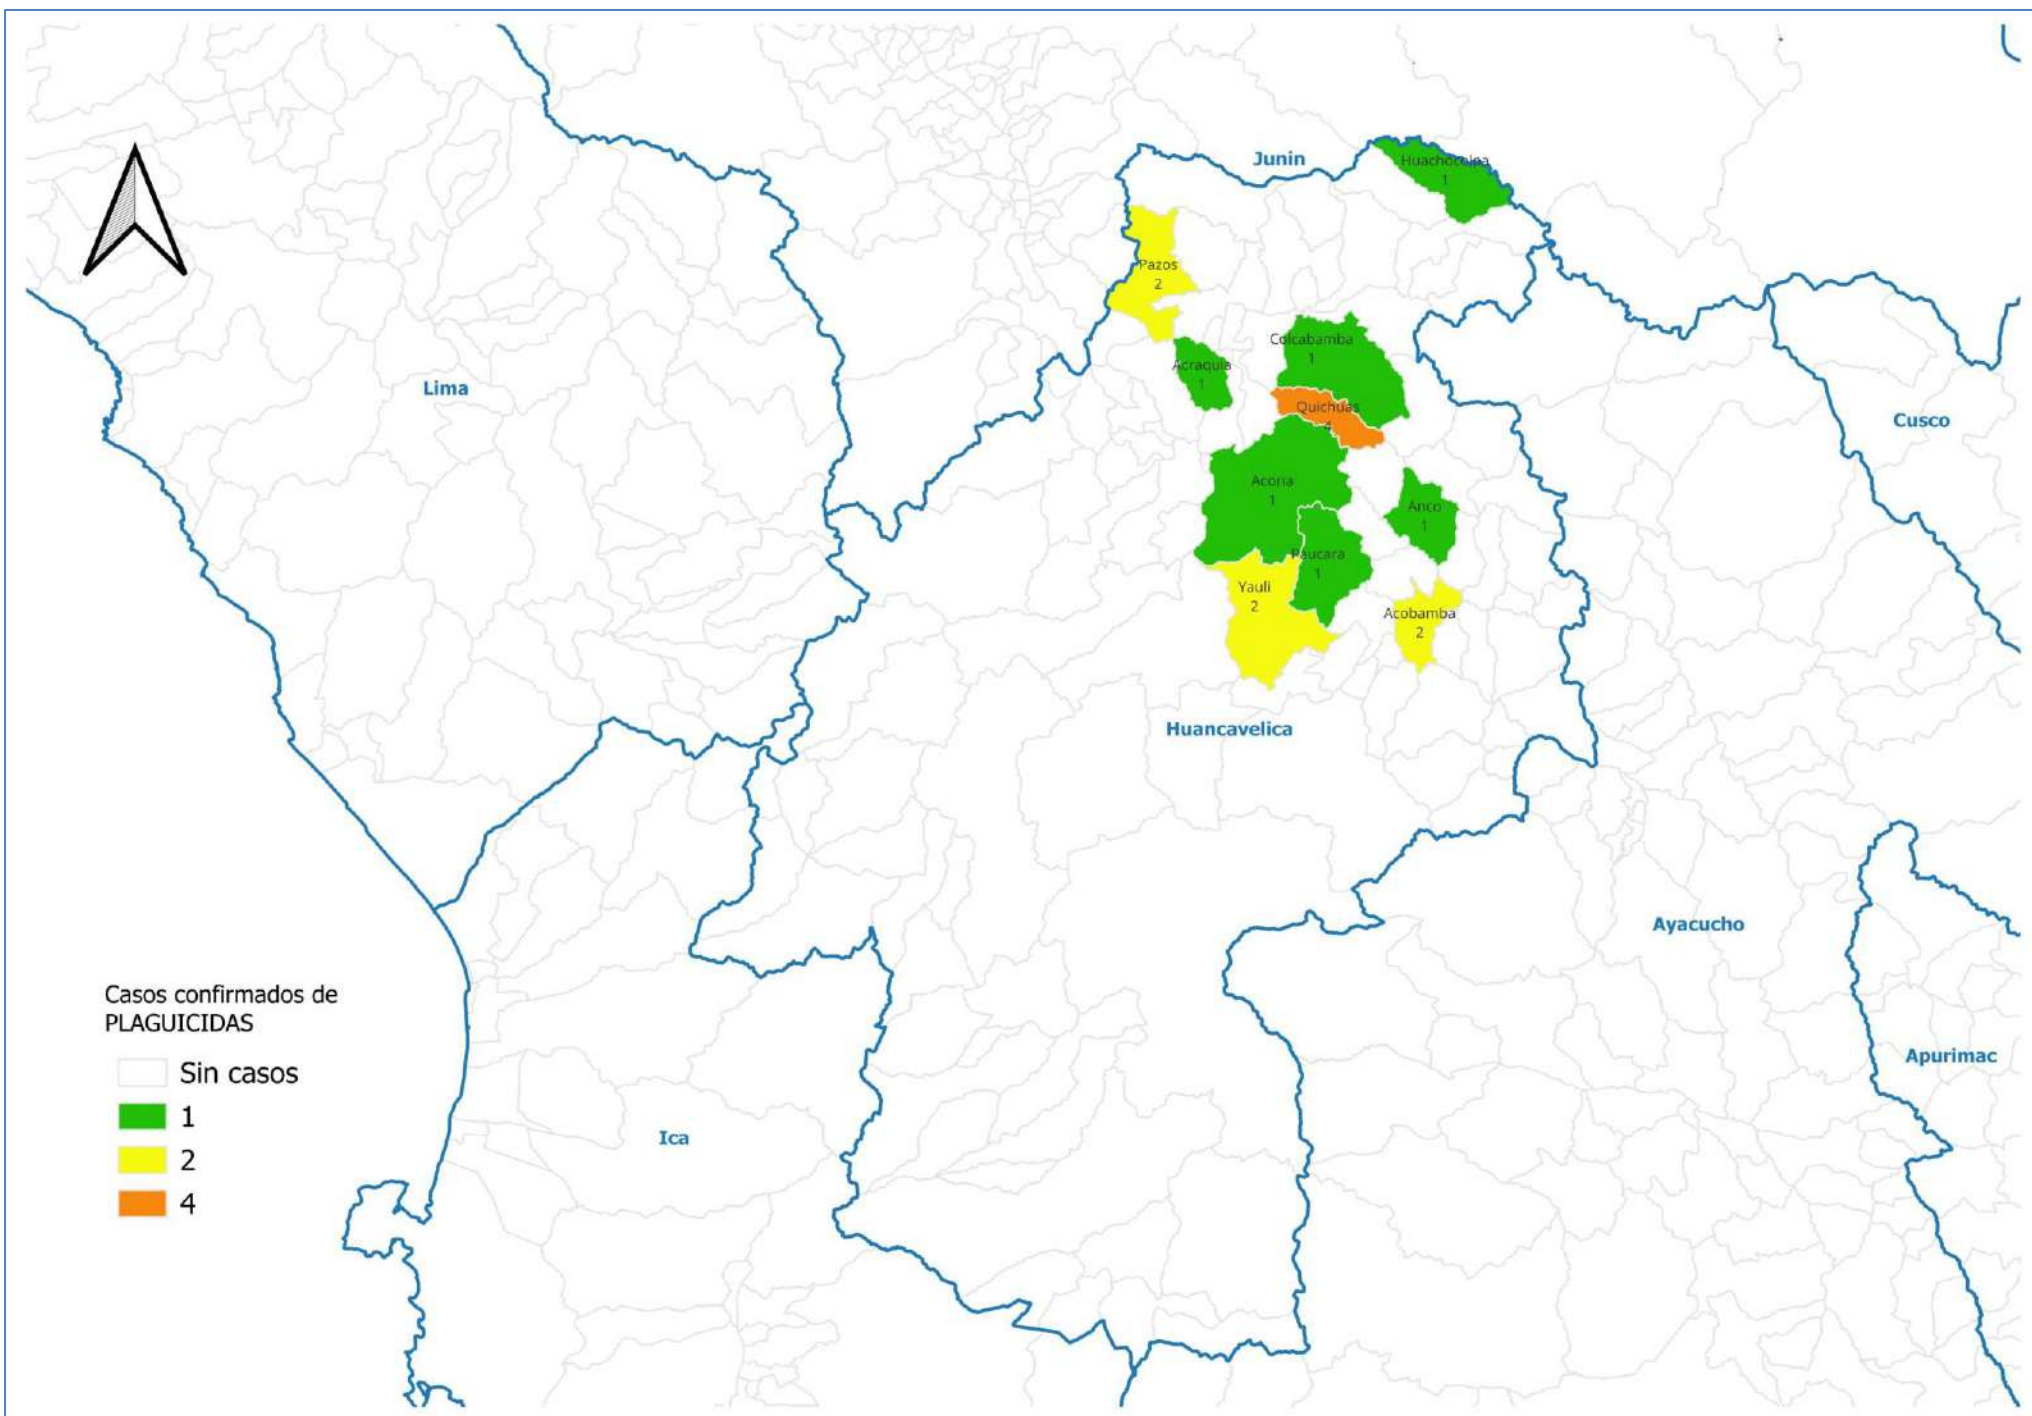 Junin
Huachocolpa
1
Pazos
2
Colcabamba
1
Acraquia
1
Lima
Quichuas
4
Cusco
Acoria
1
Anco
1
Paucara
1
Yauli
2
Acobamba
2
Huancavelica
Ayacucho
Casos confirmados de
PLAGUICIDAS
Sin casos
1
2
4
Apurimac
Ica